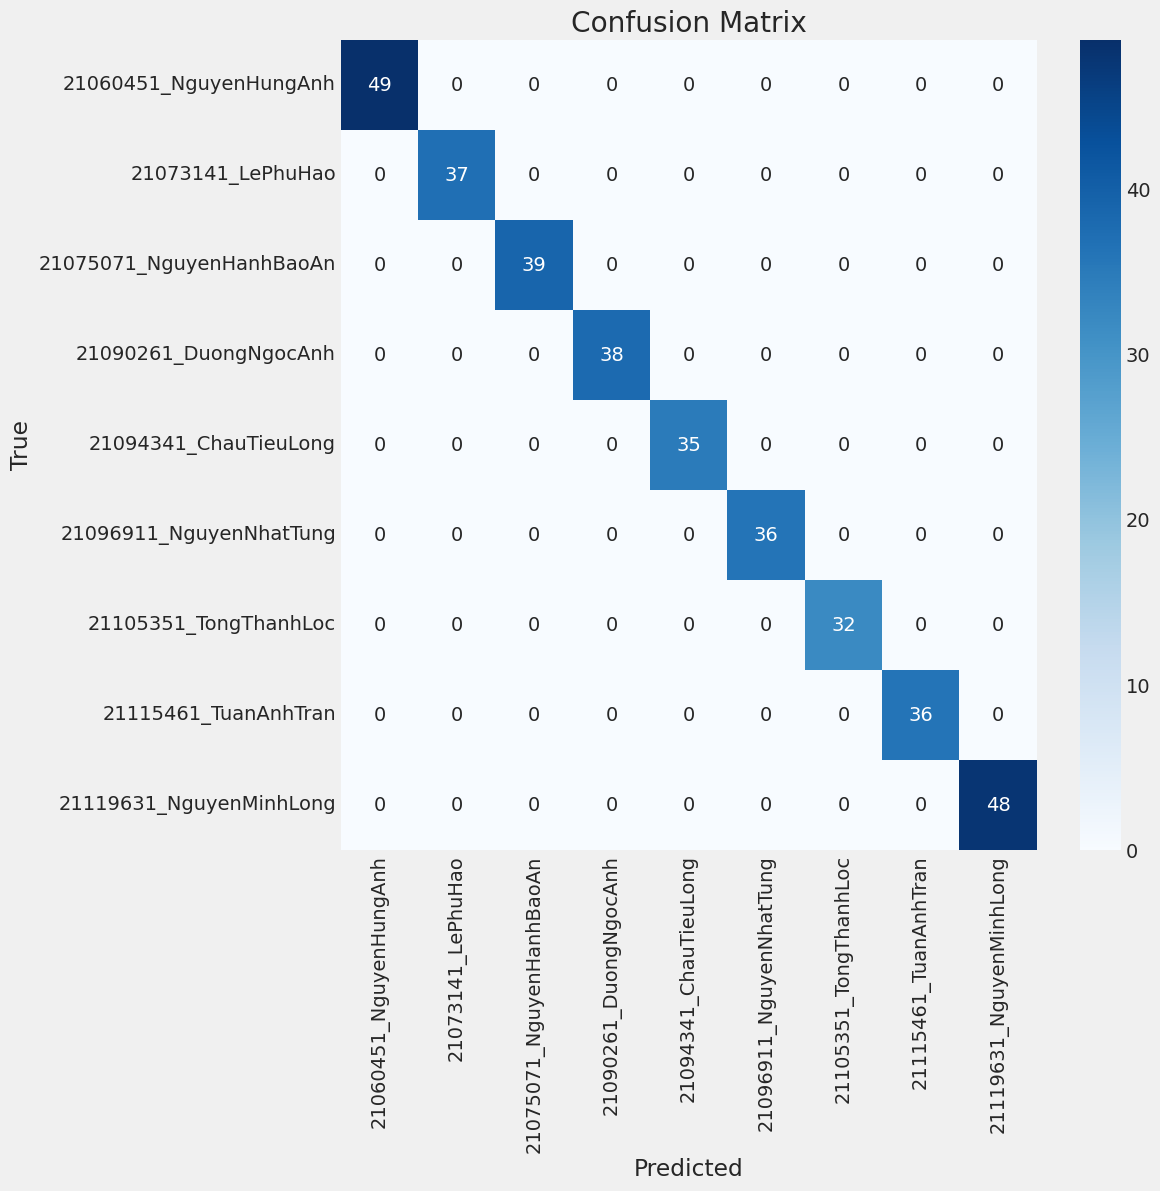 Confusion Matrix
21060451_NguyenHungAnh 49 0 0 0 0 0 0 0 0
21073141_LePhuHao 0 37 0 0 0 0 0 0 0
21075071_NguyenHanhBaoAn 0 0 39 0 0 0 0 0 0
21090261_DuongNgocAnh 0 0 0 38 0 0 0 0 0
21094341_ChauTieuLong 0 0 0 0 35 0 0 0 0
21096911_NguyenNhatTung 0 0 0 0 0 36 0 0 0
21105351_TongThanhLoc 0 0 0 0 0 0 32 0 0
21115461_TuanAnhTran 0 0 0 0 0 0 0 36 0
21119631_NguyenMinhLong 0 0 0 0 0 0 0 0 48
True
21060451_NguyenHungAnh
21073141_LePhuHao
21075071_NguyenHanhBaoAn
21090261_DuongNgocAnh
21094341_ChauTieuLong
21096911_NguyenNhatTung
21105351_TongThanhLoc
21115461_TuanAnhTran
21119631_NguyenMinhLong
Predicted
40
30
20
10
0